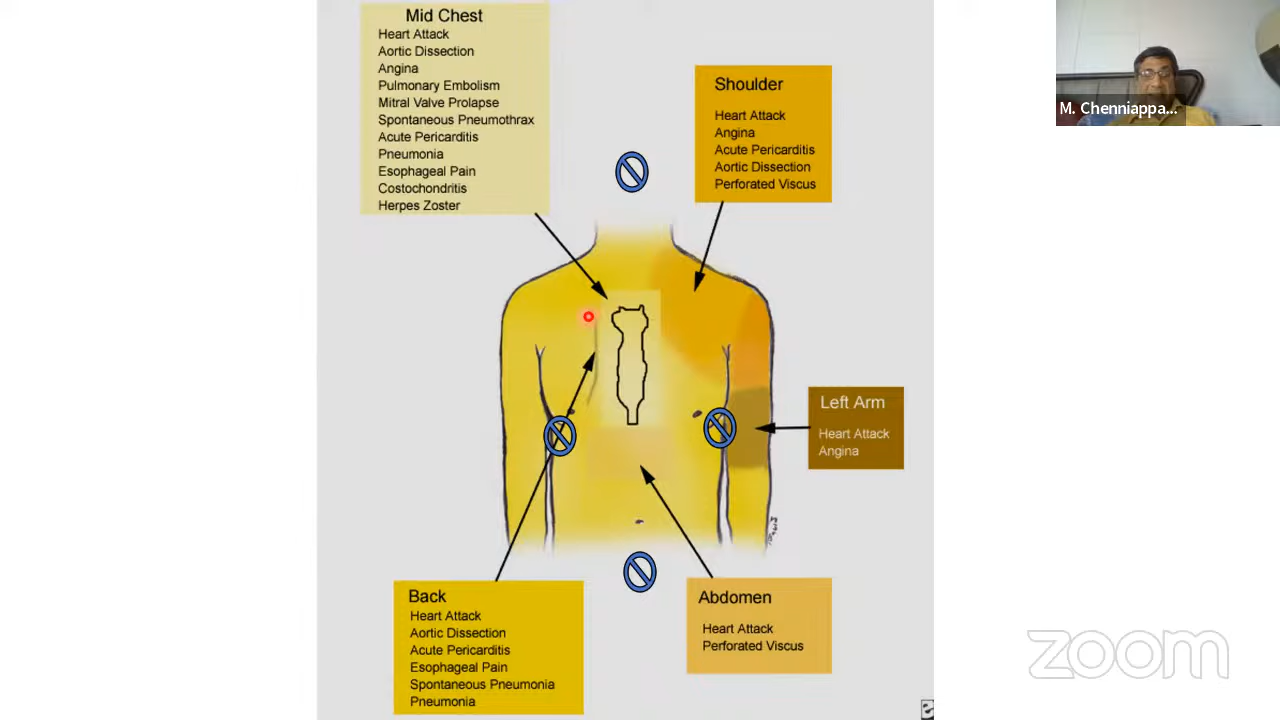 Mid Chest
Heart Attack
Aortic Dissection
Angina
Pulmonary Embolism
Mitral Valve Prolapse
Spontaneous Pneumothrax
Acute Pericarditis
Pneumonia
Esophageal Pain
Costochondritis
Herpes Zoster
Shoulder
Heart Attack
Angina
Acute Pericarditis
Aortic Dissection
Perforated Viscus
M. Chenniappa...
Left Arm
Heart Attack
Angina
Back
Heart Attack
Aortic Dissection
Acute Pericarditis
Esophageal Pain
Spontaneous Pneumonia
Pneumonia
Abdomen
Heart Attack
Perforated Viscus
zoom